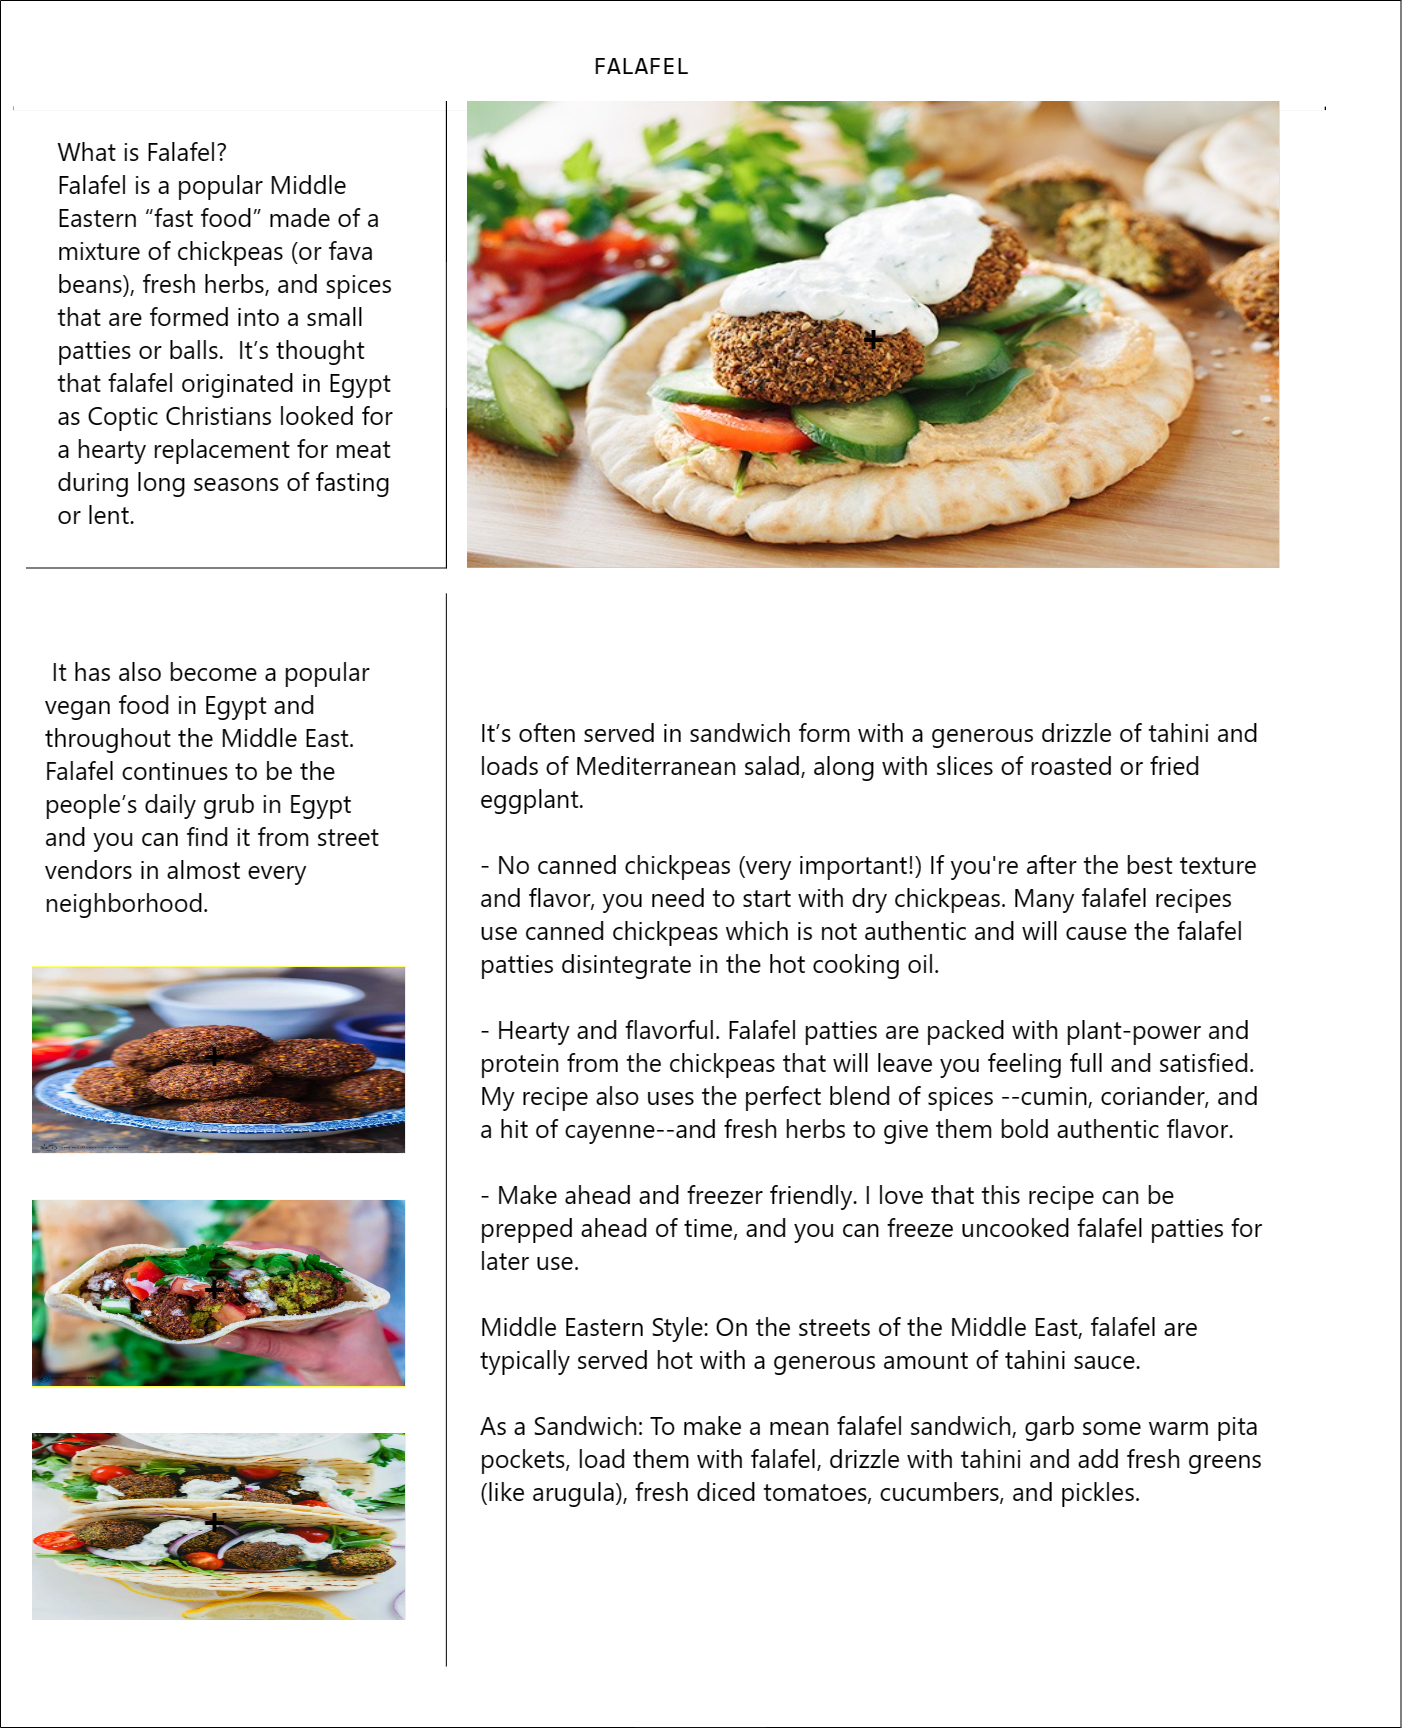 FALAFEL
What is Falafel?
Falafel is a popular Middle
Eastern “fast food” made of a
mixture of chickpeas (or fava
beans), fresh herbs, and spices
that are formed into a small
patties or balls.  It’s thought
that falafel originated in Egypt
as Coptic Christians looked for
a hearty replacement for meat
during long seasons of fasting
or lent.
It has also become a popular
vegan food in Egypt and
throughout the Middle East.
Falafel continues to be the
people’s daily grub in Egypt
and you can find it from street
vendors in almost every
neighborhood.
It’s often served in sandwich form with a generous drizzle of tahini and
loads of Mediterranean salad, along with slices of roasted or fried
eggplant.
- No canned chickpeas (very important!) If you're after the best texture
and flavor, you need to start with dry chickpeas. Many falafel recipes
use canned chickpeas which is not authentic and will cause the falafel
patties disintegrate in the hot cooking oil.
- Hearty and flavorful. Falafel patties are packed with plant-power and
protein from the chickpeas that will leave you feeling full and satisfied.
My recipe also uses the perfect blend of spices --cumin, coriander, and
a hit of cayenne--and fresh herbs to give them bold authentic flavor.
- Make ahead and freezer friendly. I love that this recipe can be
prepped ahead of time, and you can freeze uncooked falafel patties for
later use.
Middle Eastern Style: On the streets of the Middle East, falafel are
typically served hot with a generous amount of tahini sauce.
As a Sandwich: To make a mean falafel sandwich, garb some warm pita
pockets, load them with falafel, drizzle with tahini and add fresh greens
(like arugula), fresh diced tomatoes, cucumbers, and pickles.